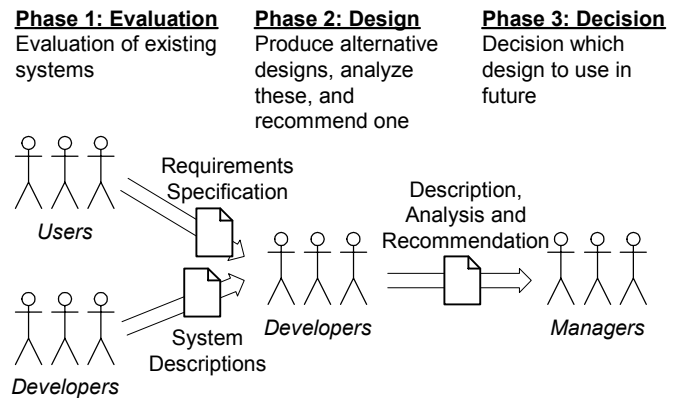 Phase 1: Evaluation
Evaluation of existing
systems
Phase 2: Design
Produce alternative
designs, analyze
these, and
recommend one
Phase 3: Decision
Decision which
design to use in
future
Requirements
Specification
Users
Description,
Analysis and
Recommendation
Developers
Managers
System
Descriptions
Developers